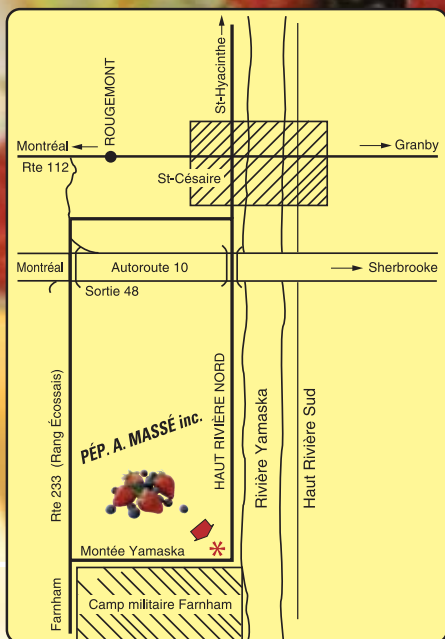 St-Hyacinthe
ROUGEMONT
Montréal
Granby
Rte 112
St-Césaire
Montréal
Autoroute 10
Sherbrooke
Sortie 48
Rte 233 (Rang Écossais)
PÉP. A. MASSÉ inc.
HAUT RIVIÈRE NORD
Rivière Yamaska
Haut Rivière Sud
Montée Yamaska
*
Farnham
Camp militaire Farnham